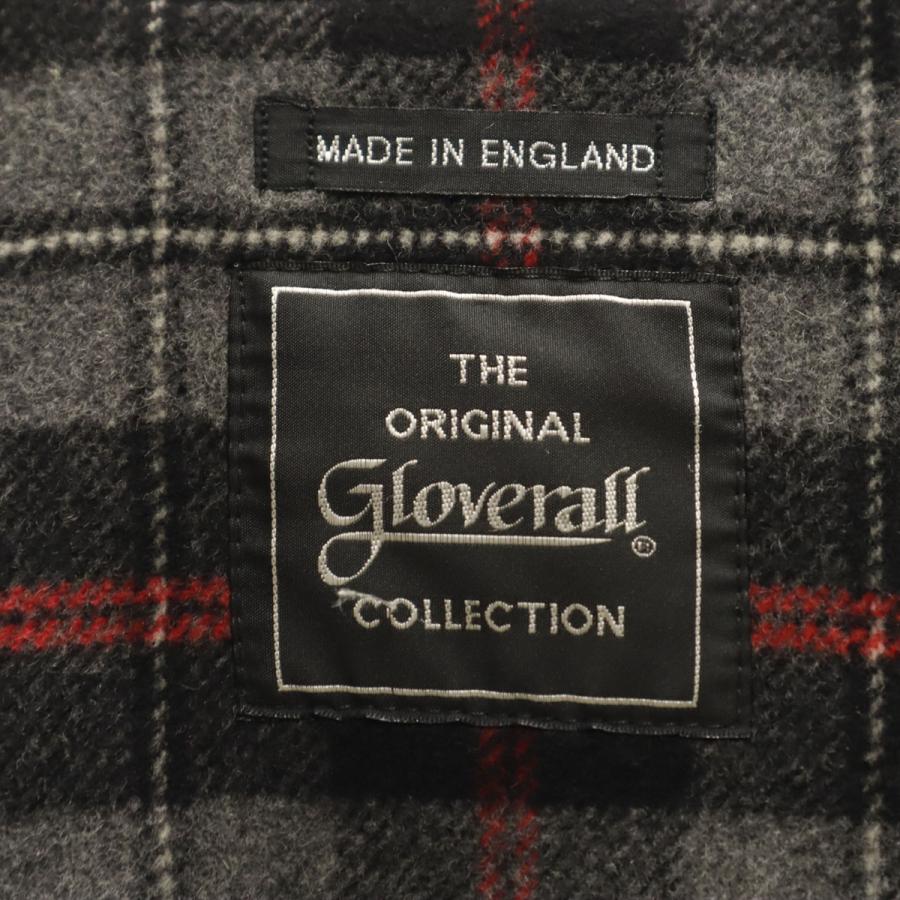 MADE IN ENGLAND
THE
ORIGINAL
Gloverall®
COLLECTION